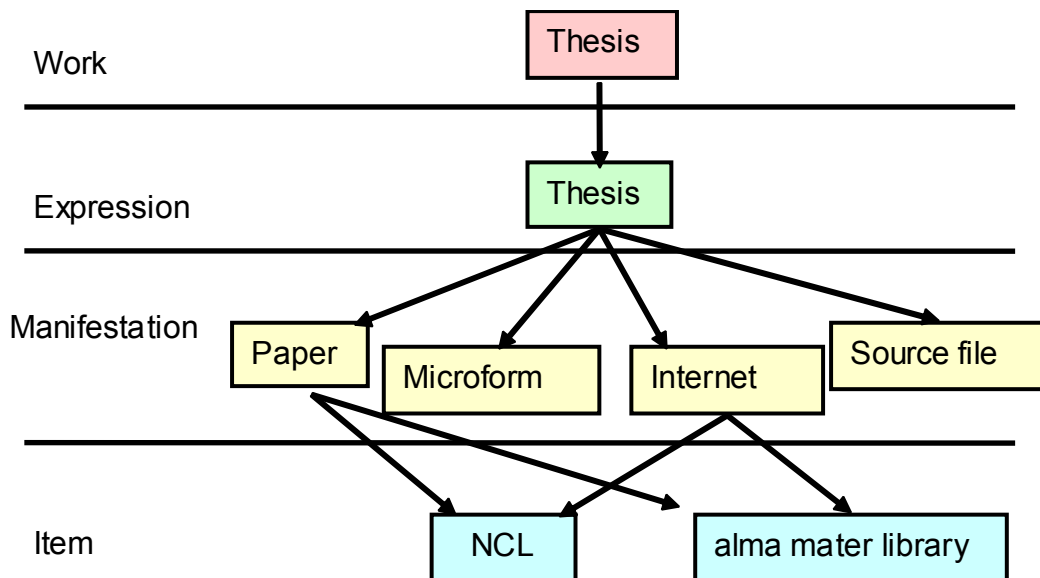 Work
Thesis
Expression
Thesis
Manifestation
Paper
Microform
Internet
Source file
Item
NCL
alma mater library